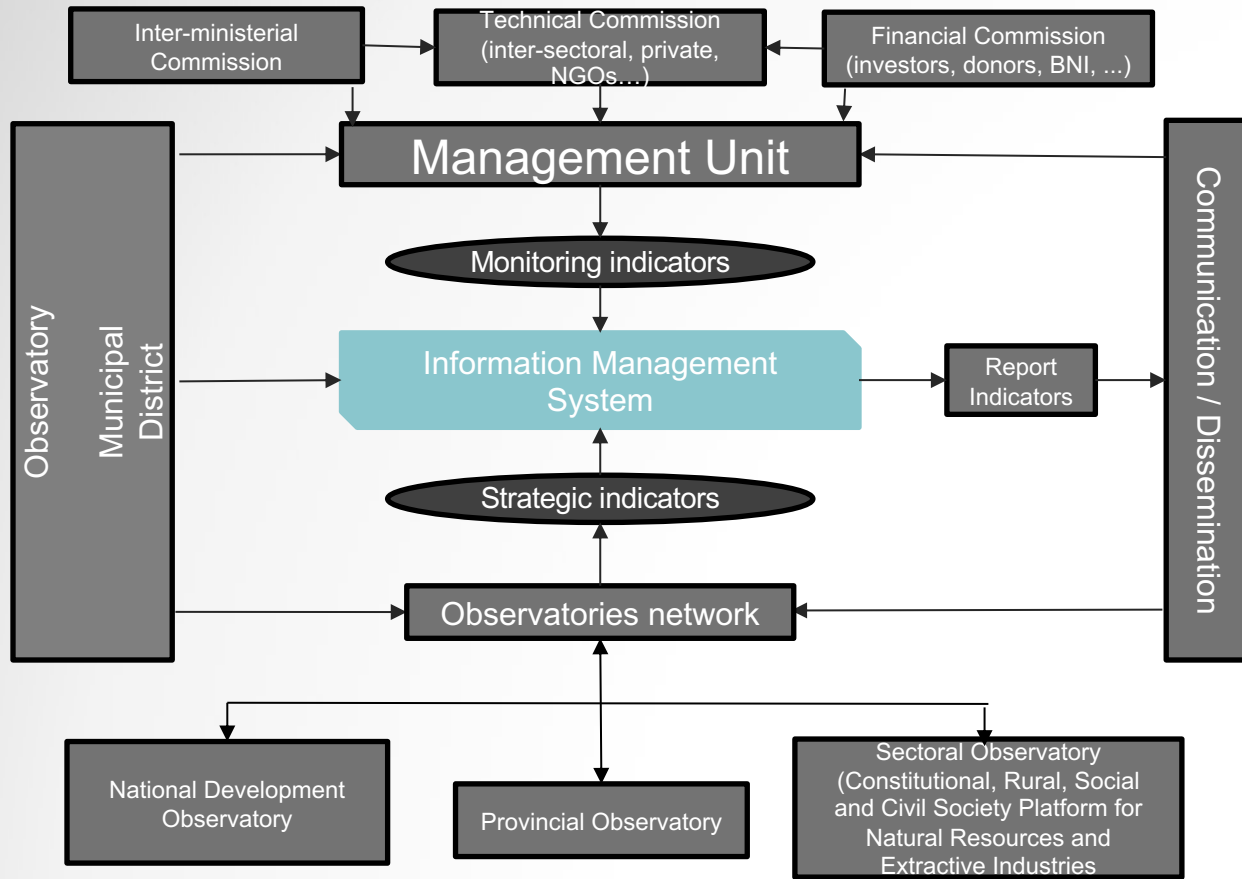 Inter-ministerial
Commission
Technical Commission
(inter-sectoral, private,
NGOs…)
Financial Commission
(investors, donors, BNI, ...)
Management Unit
Monitoring indicators
Observatory
Municipal
District
Information Management
System
Report
Indicators
Communication / Dissemination
Strategic indicators
Observatories network
National Development
Observatory
Provincial Observatory
Sectoral Observatory
(Constitutional, Rural, Social
and Civil Society Platform for
Natural Resources and
Extractive Industries